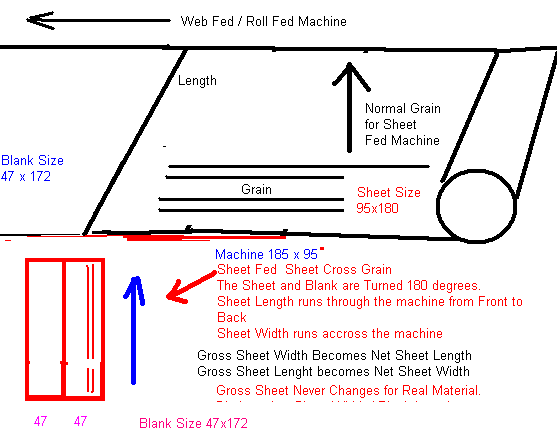 Web Fed / Roll Fed Machine
Length
Normal Grain
for Sheet
Fed Machine
Blank Size
47 x 172
Grain
Sheet Size
95x180
Machine 185 x 95"
Sheet Fed  Sheet Cross Grain
The Sheet and Blank are Turned 180 degrees.
Sheet Length runs through the machine from Front to
Back
Sheet Width runs accross the machine
Gross Sheet Width Becomes Net Sheet Length
Gross Sheet Lenght becomes Net Sheet Width
Gross Sheet Never Changes for Real Material.
47 47
Blank Size 47x172